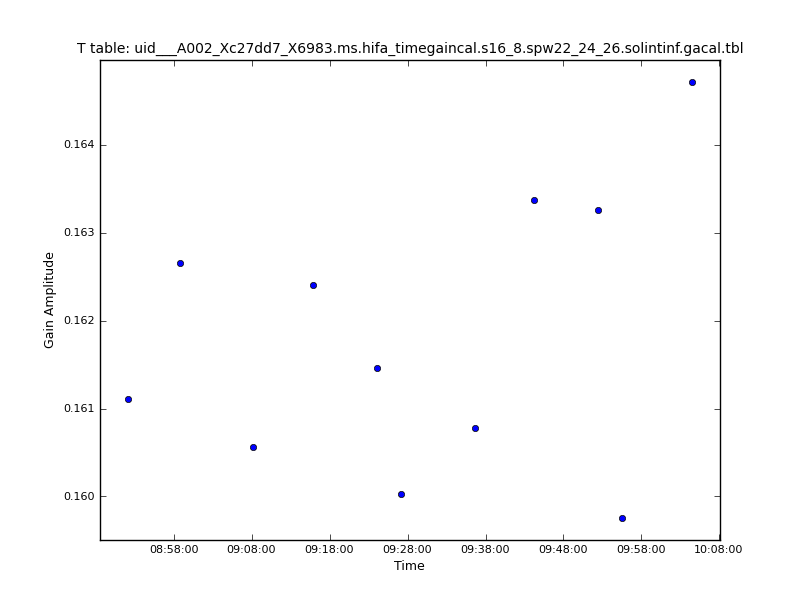 T table: uid___A002_Xc27dd7_X6983.ms.hifa_timegaincal.s16_8.spw22_24_26.solintinf.gacal.tbl
0.164
0.163
0.162
0.161
0.160
Gain Amplitude
08:58:00 09:08:00 09:18:00 09:28:00 09:38:00 09:48:00 09:58:00 10:08:00
Time